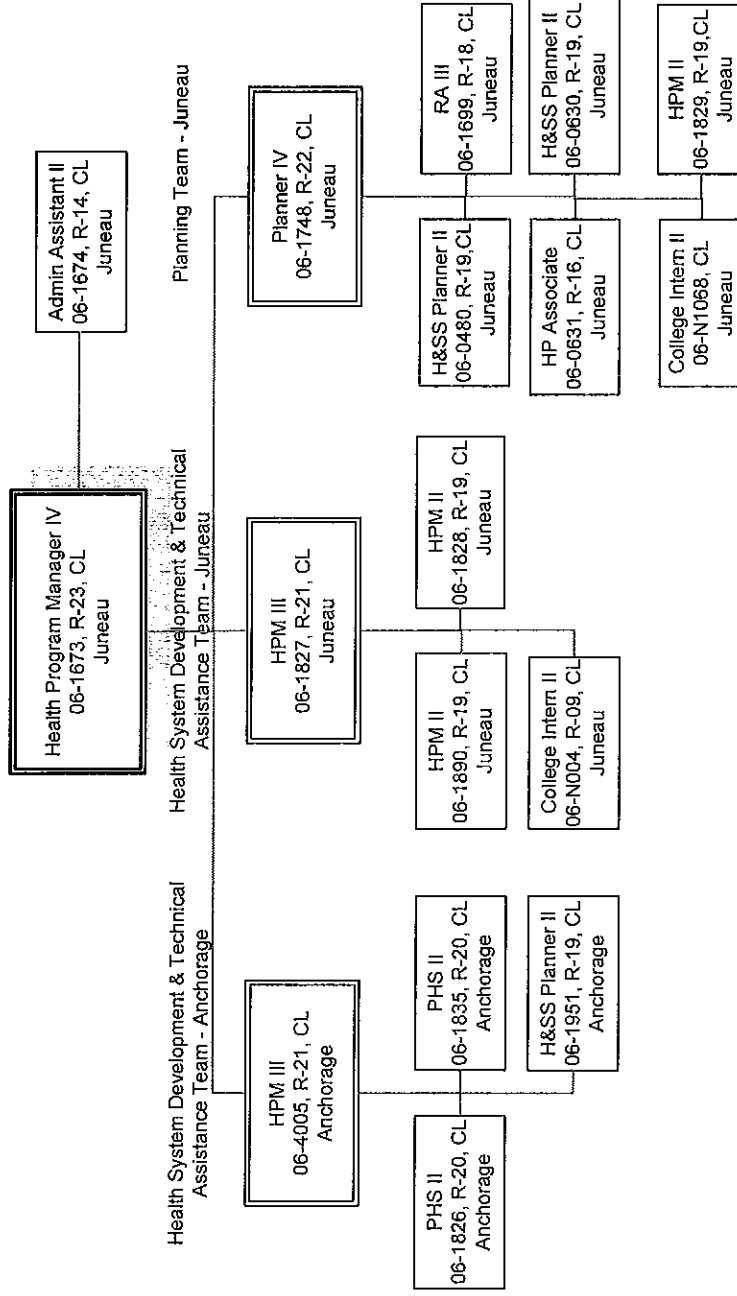 Health Program Manager IV
06-1673, R-23, CL
Juneau
Admin Assistant II
06-1674, R-14, CL
Juneau
Health System Development & Technical
Assistance Team - Anchorage
Health System Development & Technical
Assistance Team - Juneau
Planning Team - Juneau
HPM III
06-4005, R-21, CL
Anchorage
HPM III
06-1827, R-21, CL
Juneau
Planner IV
06-1748, R-22, CL
Juneau
PHS II
06-1826, R-20, CL
Anchorage
PHS II
06-1835, R-20, CL
Anchorage
H&SS Planner II
06-1951, R-19, CL
Anchorage
HPM II
06-1890, R-19, CL
Juneau
HPM II
06-1828, R-19, CL
Juneau
College Intern II
06-N004, R-09, CL
Juneau
H&SS Planner II
06-0480, R-19,CL
Juneau
RA III
06-1699, R-18, CL
Juneau
HP Associate
06-0631, R-16, CL
Juneau
H&SS Planner II
06-0630, R-19, CL
Juneau
College Intern II
06-N1068, CL
Juneau
HPM II
06-1829, R-19,CL
Juneau